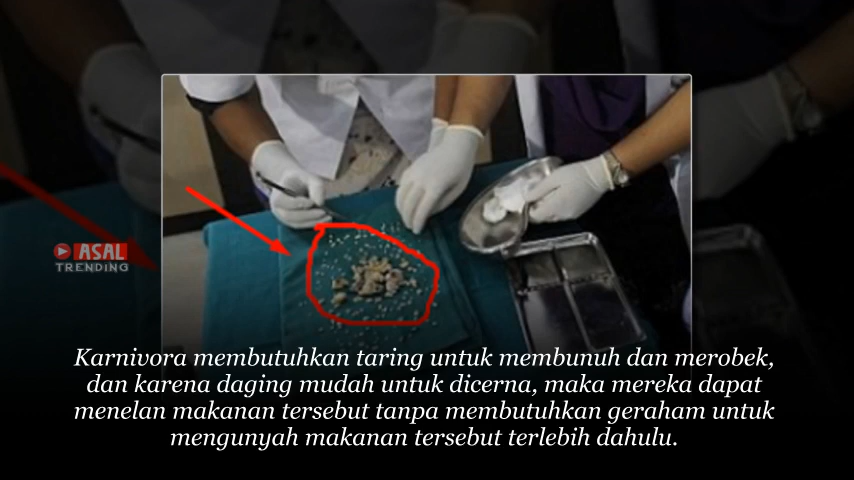 ASAL
TRENDING
Karnivora membutuhkan taring untuk membunuh dan merobek,
dan karena daging mudah untuk dicerna, maka mereka dapat
menelan makanan tersebut tanpa membutuhkan geraham untuk
mengunyah makanan tersebut terlebih dahulu.